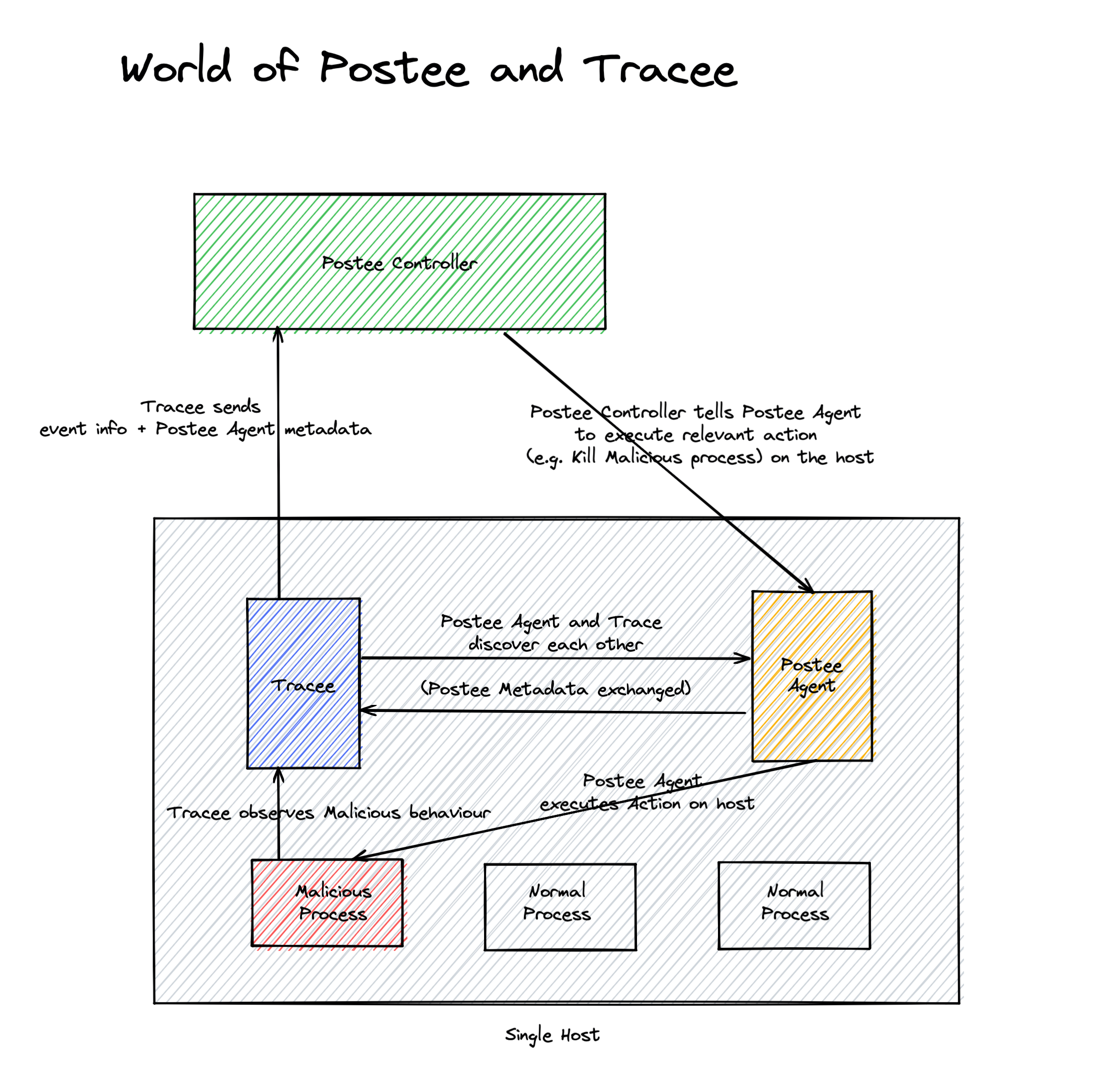 World of Postee and Tracee
Postee Controller
Tracee sends
event info + Postee Agent metadata
Postee Controller tells Postee Agent
to execute relevant action
(e.g. Kill Malicious process) on the host
Postee Agent and Trace
discover each other
(Postee Metadata exchanged)
Tracee
Postee
Agent
Postee Agent
executes Action on host
Tracee observes Malicious behaviour
Malicious
Process
Normal
Process
Normal
Process
Single Host